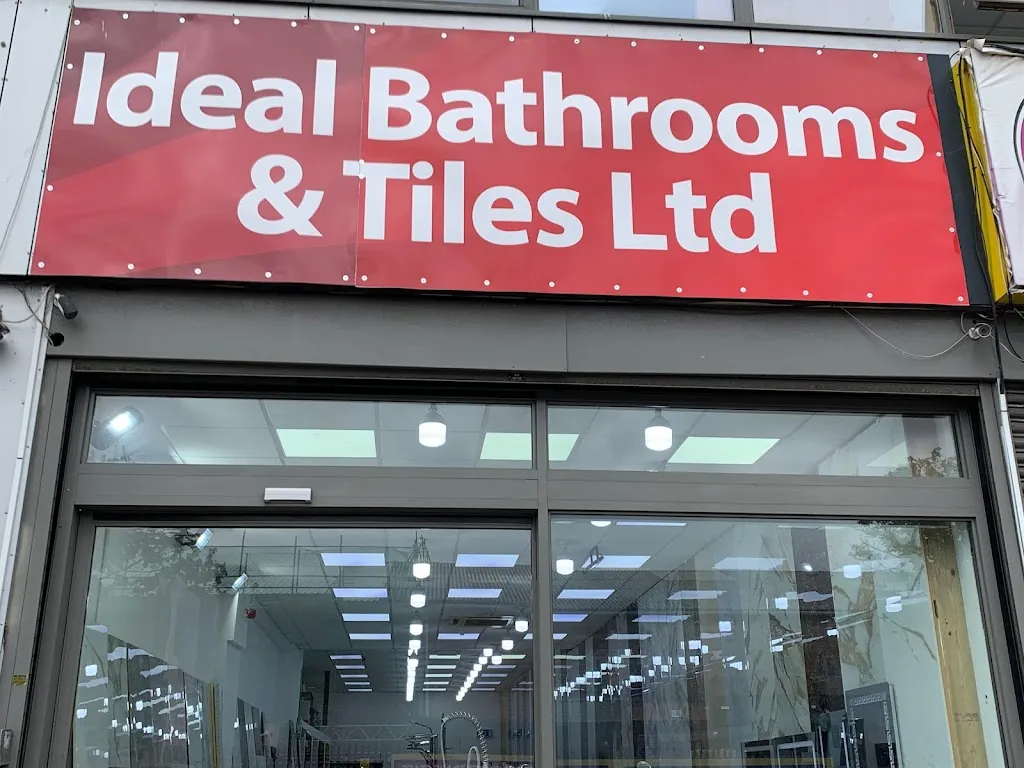 Ideal Bathrooms
& Tiles Ltd